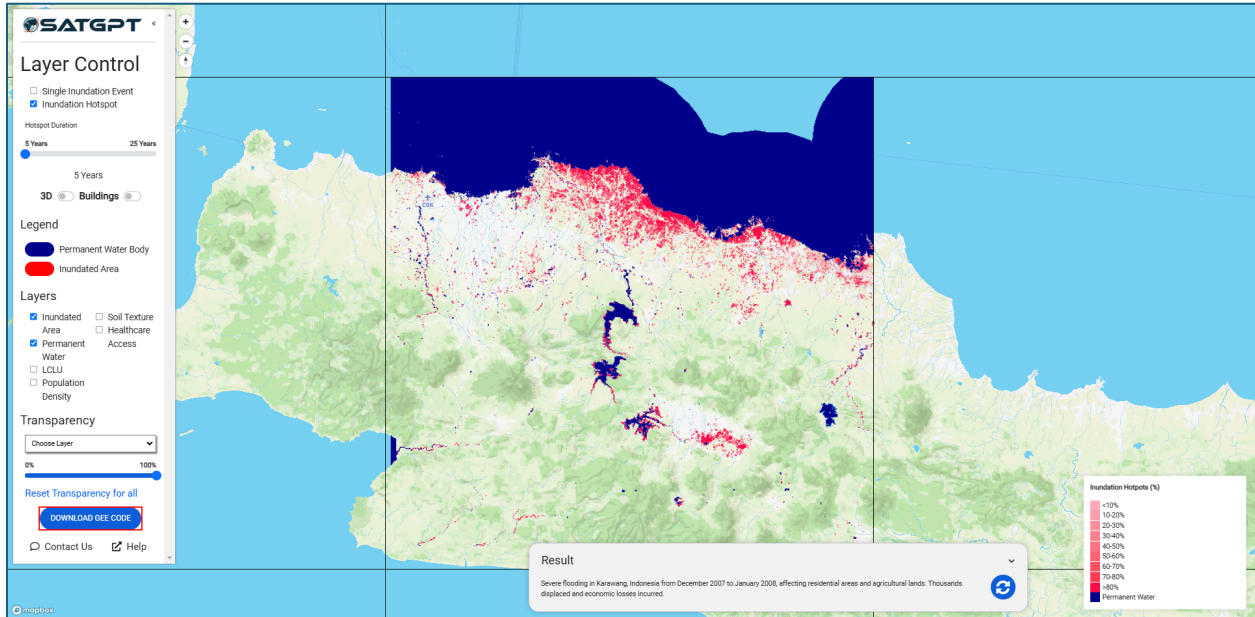 SATGPT «
Layer Control
Single Inundation Event
Inundation Hotspot
Hotspot Duration
5 Years 25 Years
5 Years
3D Buildings
Legend
Permanent Water Body
Inundated Area
Layers
Inundated Area
Permanent Water
LCLU
Population Density
Soil Texture
Healthcare Access
Transparency
Choose Layer
0% 100%
Reset Transparency for all
DOWNLOAD GEE CODE
Contact Us Help
CGK
Result
Severe flooding in Karawang, Indonesia from December 2007 to January 2008, affecting residential areas and agricultural lands. Thousands
displaced and economic losses incurred.
Inundation Hotpots (%)
<10%
10-20%
20-30%
30-40%
40-50%
50-60%
60-70%
70-80%
>80%
Permanent Water
mapbox